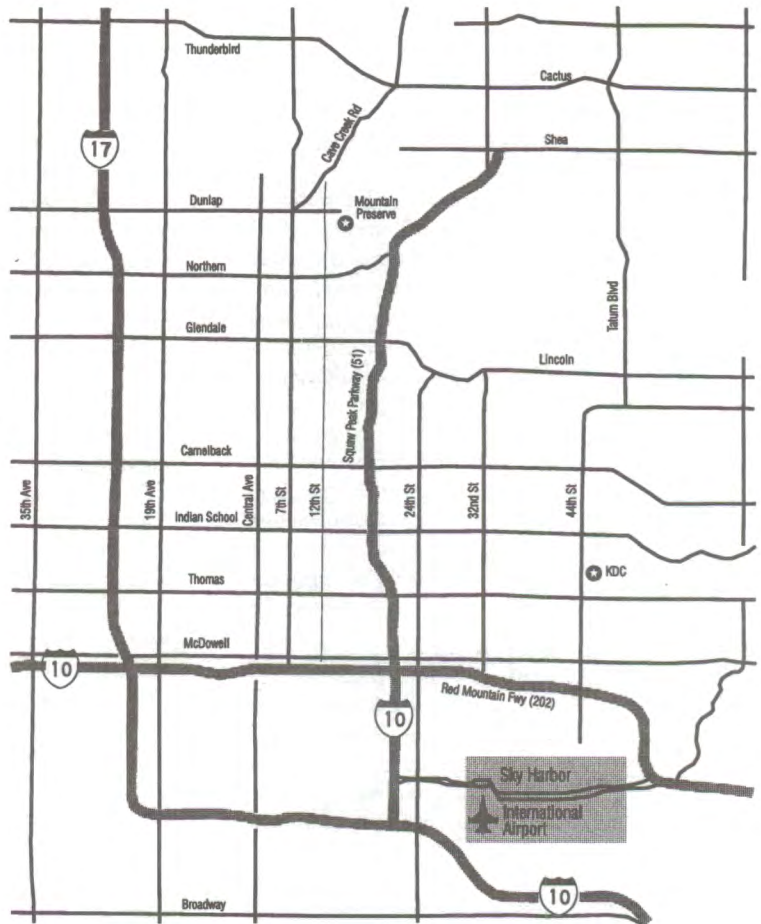 Thunderbird
Cactus
17
Cave Creek Rd
Shea
Dunlap
Mountain
Preserve
Northern
Tatum Blvd
Glendale
Lincoln
Squaw Peak Parkway (51)
Camelback
35th Ave
19th Ave
Central Ave
7th St
12th St
24th St
32nd St
44th St
Indian School
KDC
Thomas
McDowell
10
Red Mountain Fwy (202)
10
Sky Harbor
International
Airport
10
Broadway